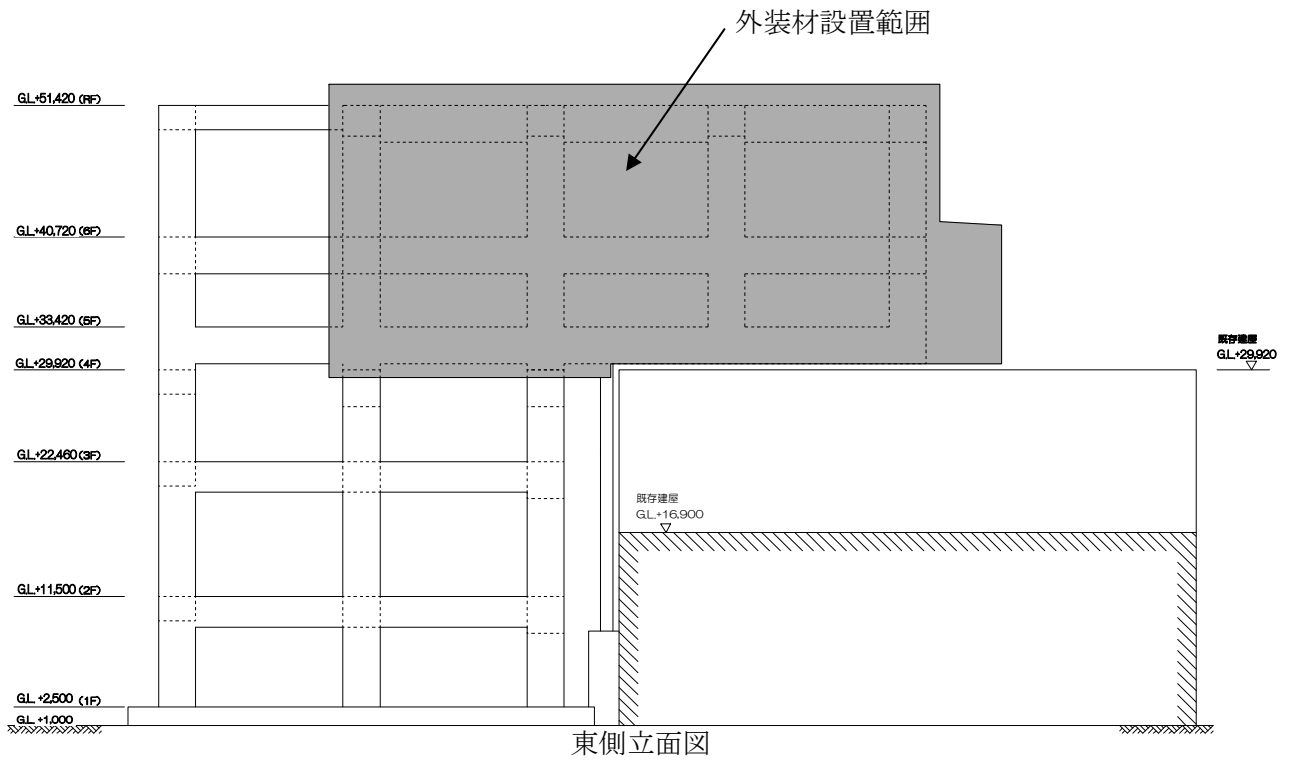 外装材設置範囲
G.L.+51,420 (RF)
G.L.+40,720 (6F)
G.L.+33,420 (5F)
既存建屋
G.L.+29,920
G.L.+29,920 (4F)
G.L.+22,460 (3F)
既存建屋
G.L.+16,900
G.L.+11,500 (2F)
G.L.+2,500 (1F)
G.L.+1,000
東側立面図